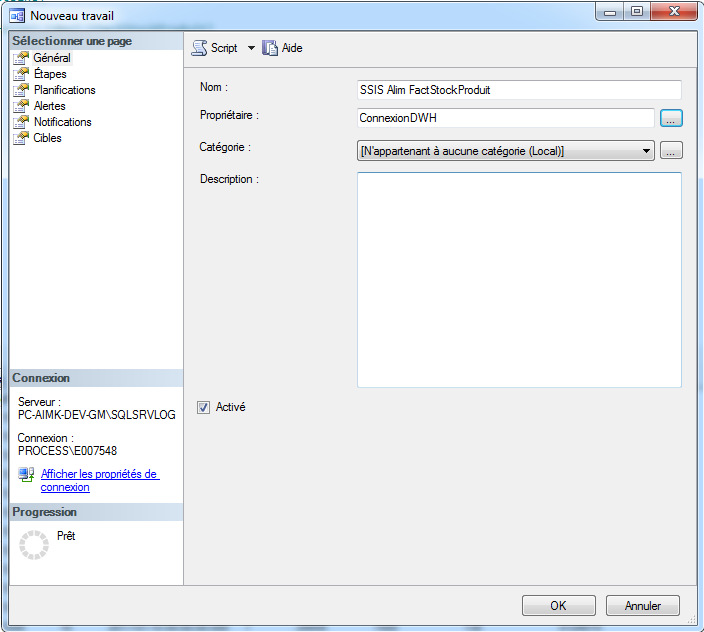 Nouveau travail
Sélectionner une page
Général
Étapes
Planifications
Alertes
Notifications
Cibles
Script
Aide
Nom :
SSIS Alim FactStockProduit
Propriétaire :
ConnexionDWH
...
Catégorie :
[N'appartenant à aucune catégorie (Local)]
...
Description :
Activé
Connexion
Serveur :
PC-AIMK-DEV-GM\SQLSRVLOG
Connexion :
PROCESS\E007548
Afficher les propriétés de
connexion
Progression
Prêt
OK
Annuler